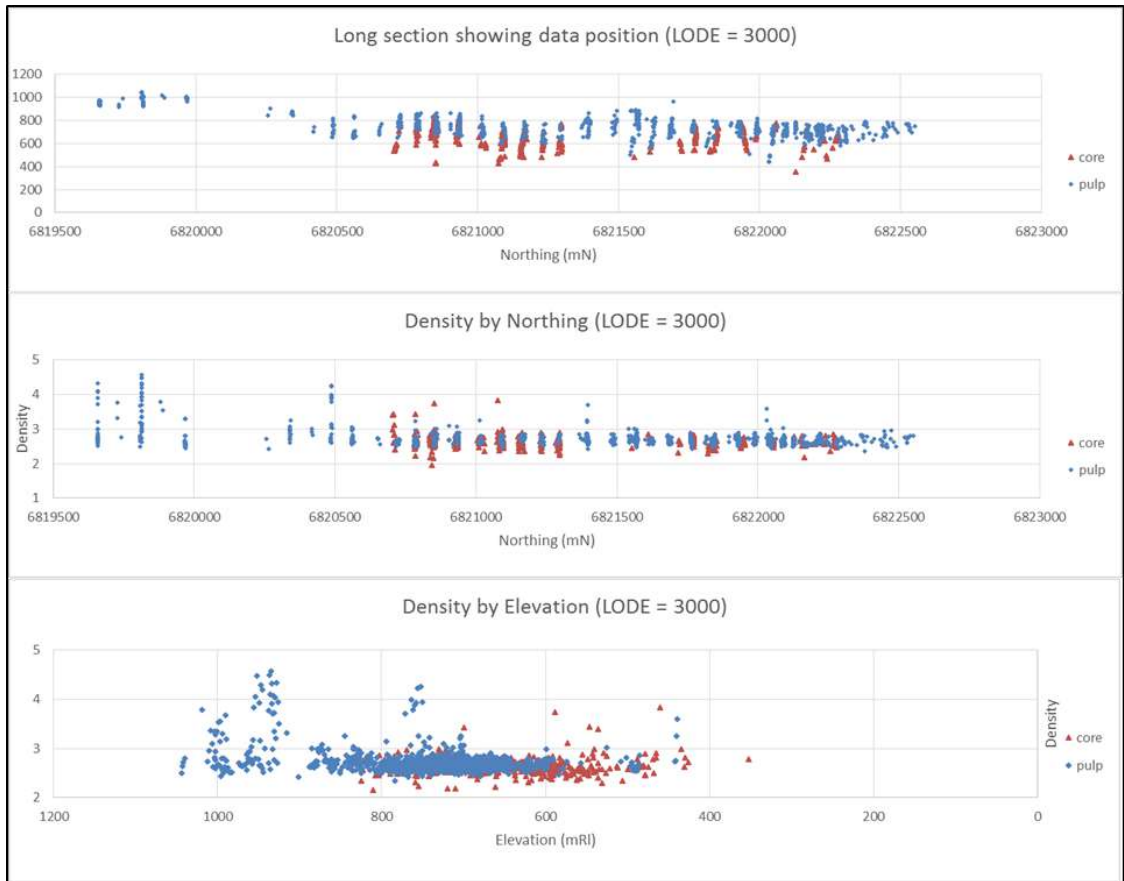 Long section showing data position (LODE = 3000)
1200
1000
800
600
400
200
0
6819500 6820000 6820500 6821000 6821500 6822000 6822500 6823000
Northing (mN)
core
pulp
Density by Northing (LODE = 3000)
5
4
3
2
1
Density
6819500 6820000 6820500 6821000 6821500 6822000 6822500 6823000
Northing (mN)
core
pulp
Density by Elevation (LODE = 3000)
5
4
3
2
1200 1000 800 600 400 200 0
Elevation (mRl)
Density
core
pulp